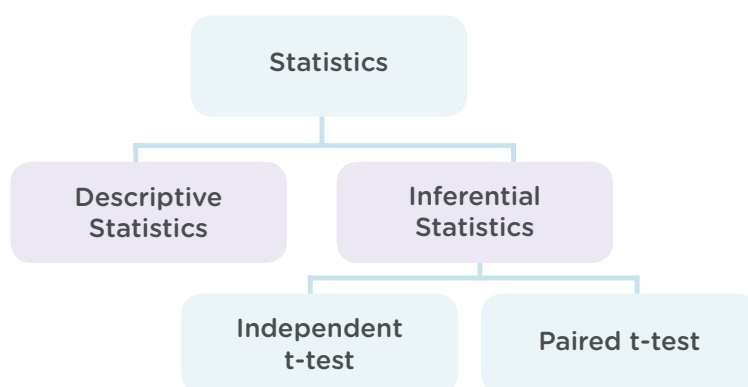 Statistics
Descriptive
Statistics
Inferential
Statistics
Independent
t-test
Paired t-test